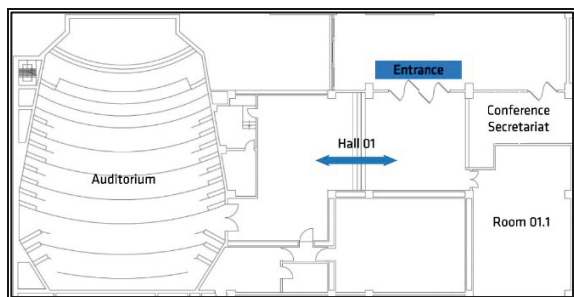 Entrance
Conference
Secretariat
Hall 01
Auditorium
Room 01.1